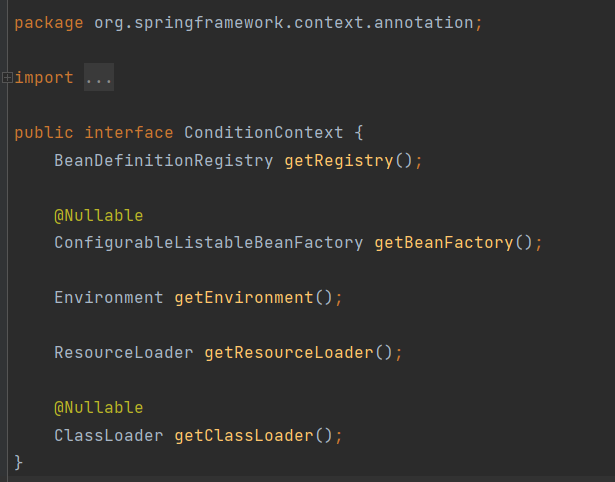 package org.springframework.context.annotation;
import ...
public interface ConditionContext {
BeanDefinitionRegistry getRegistry();
@Nullable
ConfigurableListableBeanFactory getBeanFactory();
Environment getEnvironment();
ResourceLoader getResourceLoader();
@Nullable
ClassLoader getClassLoader();
}